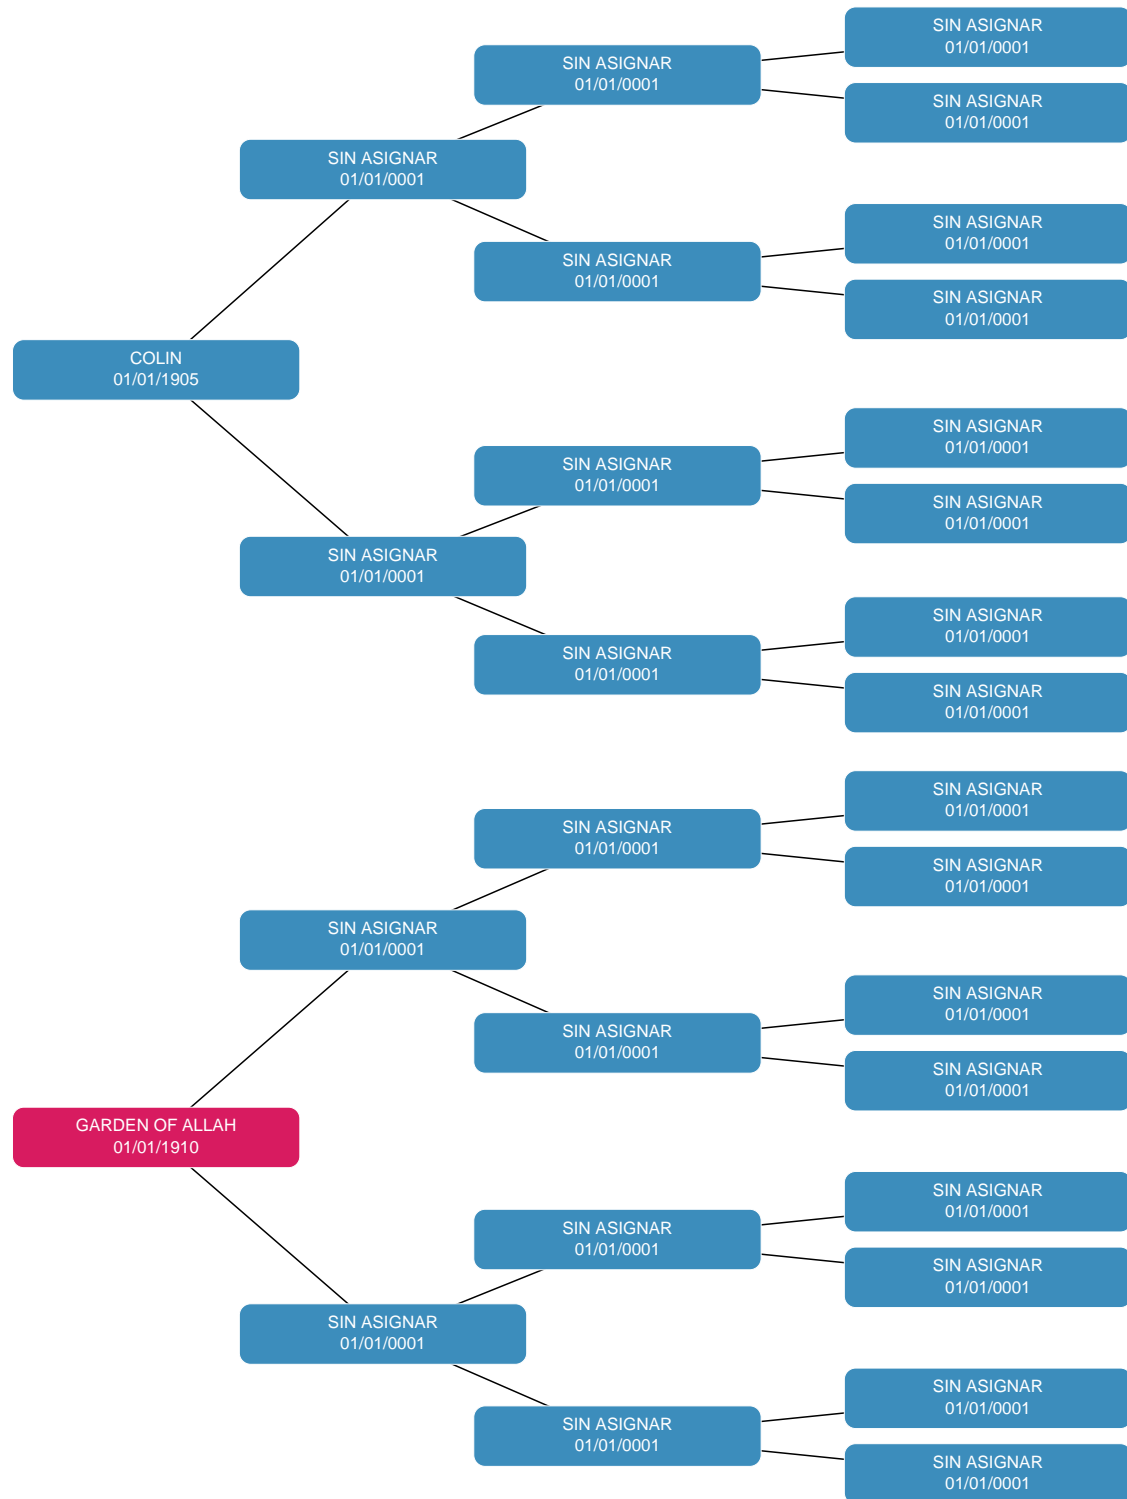 SIN ASIGNAR
01/01/0001
SIN ASIGNAR
01/01/0001
SIN ASIGNAR
01/01/0001
SIN ASIGNAR
01/01/0001
SIN ASIGNAR
01/01/0001
SIN ASIGNAR
01/01/0001
SIN ASIGNAR
01/01/0001
COLIN
01/01/1905
SIN ASIGNAR
01/01/0001
SIN ASIGNAR
01/01/0001
SIN ASIGNAR
01/01/0001
SIN ASIGNAR
01/01/0001
SIN ASIGNAR
01/01/0001
SIN ASIGNAR
01/01/0001
SIN ASIGNAR
01/01/0001
SIN ASIGNAR
01/01/0001
SIN ASIGNAR
01/01/0001
SIN ASIGNAR
01/01/0001
SIN ASIGNAR
01/01/0001
SIN ASIGNAR
01/01/0001
SIN ASIGNAR
01/01/0001
SIN ASIGNAR
01/01/0001
GARDEN OF ALLAH
01/01/1910
SIN ASIGNAR
01/01/0001
SIN ASIGNAR
01/01/0001
SIN ASIGNAR
01/01/0001
SIN ASIGNAR
01/01/0001
SIN ASIGNAR
01/01/0001
SIN ASIGNAR
01/01/0001
SIN ASIGNAR
01/01/0001